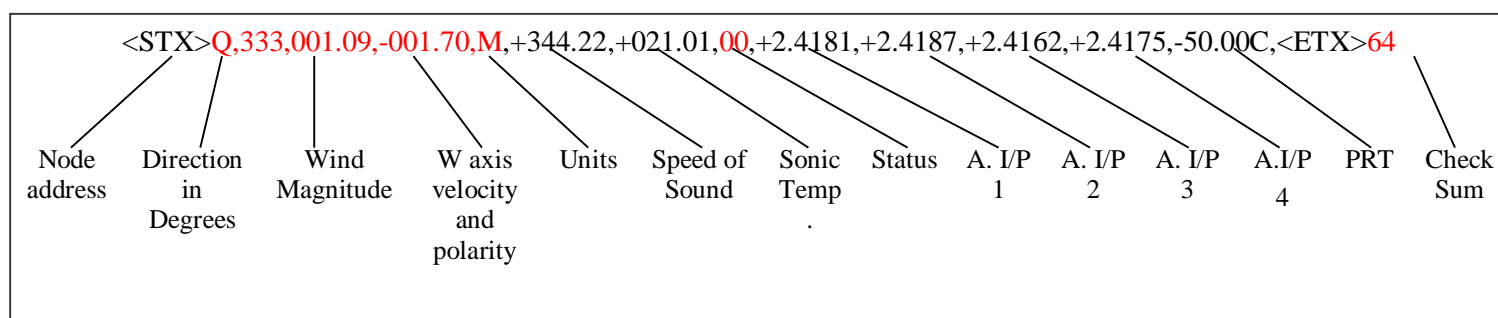 <STX>Q,333,001.09,-001.70,M,+344.22,+021.01,00,+2.4181,+2.4187,+2.4162,+2.4175,-50.00C,<ETX>64
Node address
Direction in Degrees
Wind Magnitude
W axis velocity and polarity
Units
Speed of Sound
Sonic Temp .
Status
A. I/P 1
A. I/P 2
A. I/P 3
A.I/P 4
PRT
Check Sum